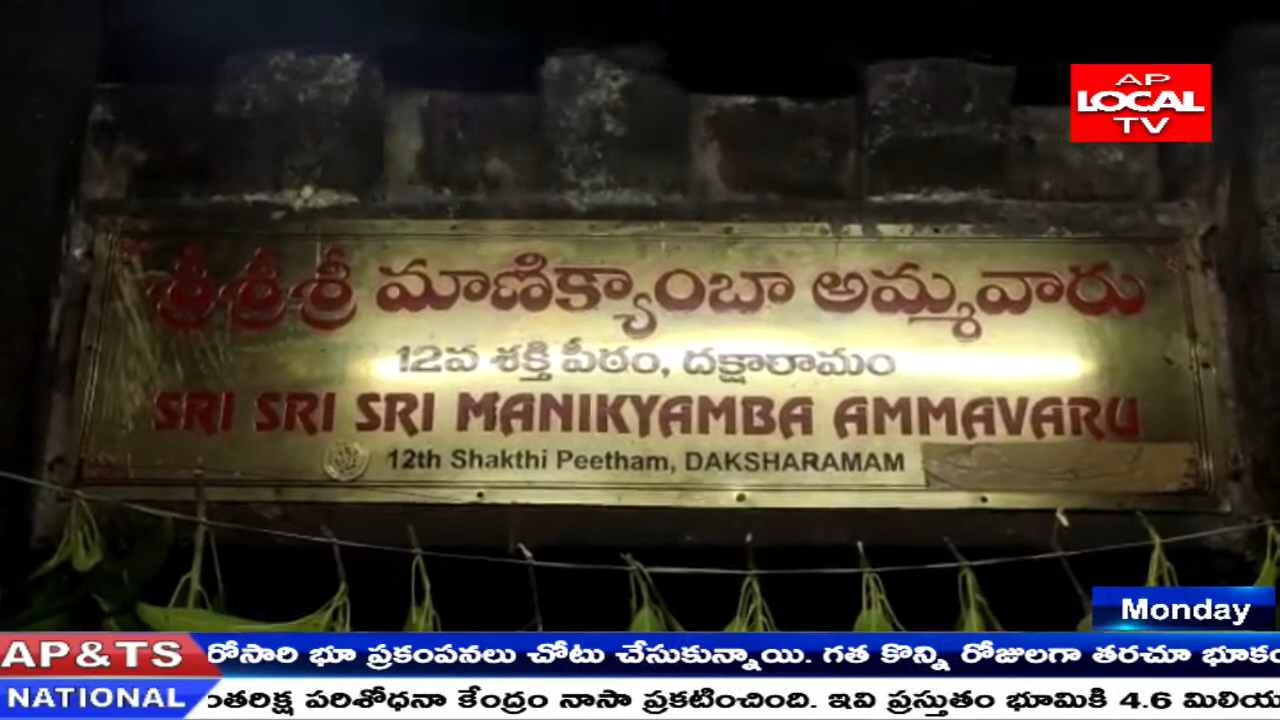 AP
LOCAL
TV
శ్రీశ్రీశ్రీ మాణిక్యాంబా అమ్మవారు
12వ శక్తి పీఠం, దక్షారామం
SRI SRI SRI MANIKYAMBA AMMAVARU
12th Shakthi Peetham, DAKSHARAMAM
Monday
AP&TS
రోసారి భూ ప్రకంపనలు చోటు చేసుకున్నాయి. గత కొన్ని రోజులగా తరచూ
NATIONAL
పరిశోధనా కేంద్రం నాసా ప్రకటించింది. ఇవి ప్రస్తుతం భూమికి 4.6